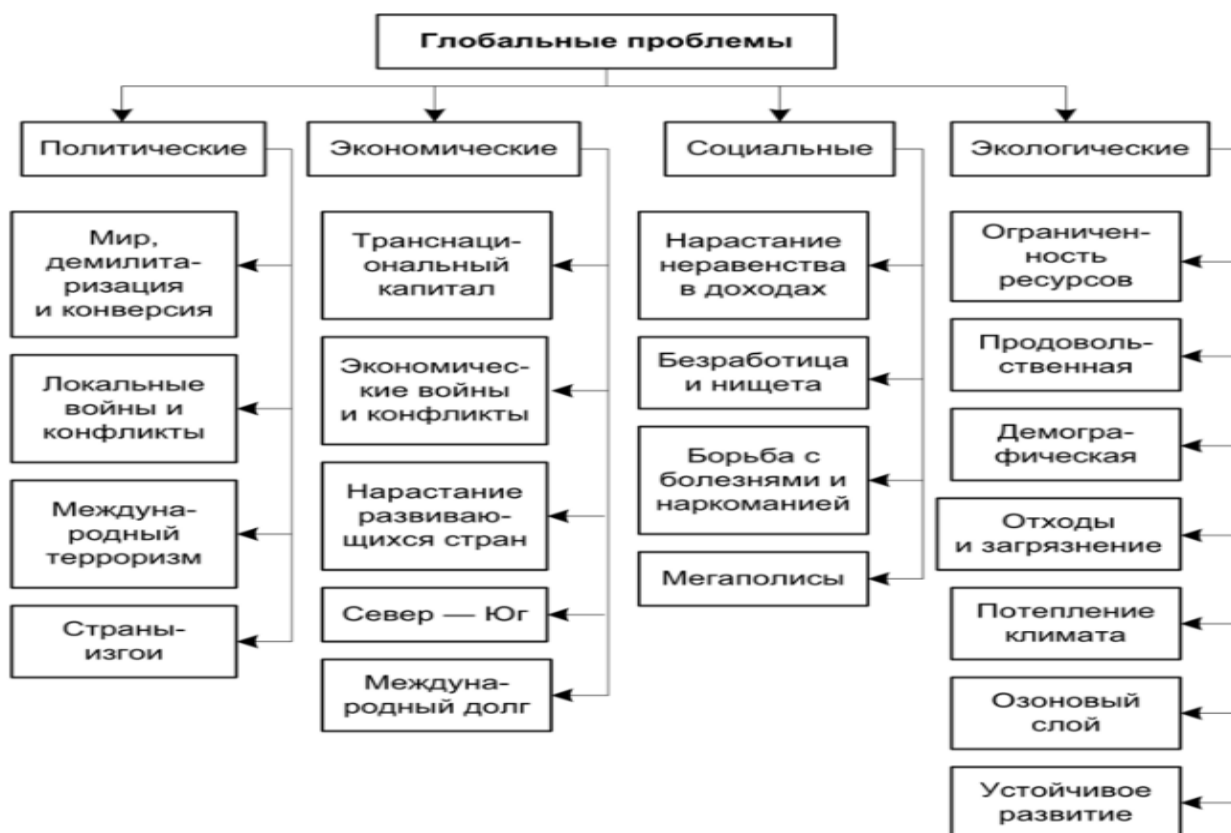 Глобальные проблемы
Политические
Экономические
Социальные
Экологические
Мир,
демилита-
ризация
и конверсия
Локальные
войны и
конфликты
Междуна-
родный
терроризм
Страны-
изгои
Транснаци-
ональный
капитал
Экономичес-
кие войны
и конфликты
Нарастание
развиваю-
щихся стран
Север — Юг
Междуна-
родный долг
Нарастание
неравенства
в доходах
Безработица
и нищета
Борьба с
болезнями и
наркоманией
Мегаполисы
Ограничен-
ность
ресурсов
Продоволь-
ственная
Демогра-
фическая
Отходы
и загрязнение
Потепление
климата
Озоновый
слой
Устойчивое
развитие